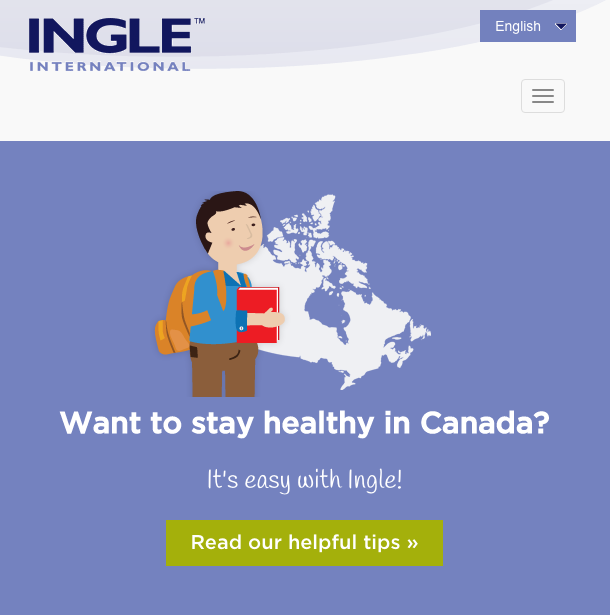 INGLE™
INTERNATIONAL
English
Want to stay healthy in Canada?
It's easy with Ingle!
Read our helpful tips »